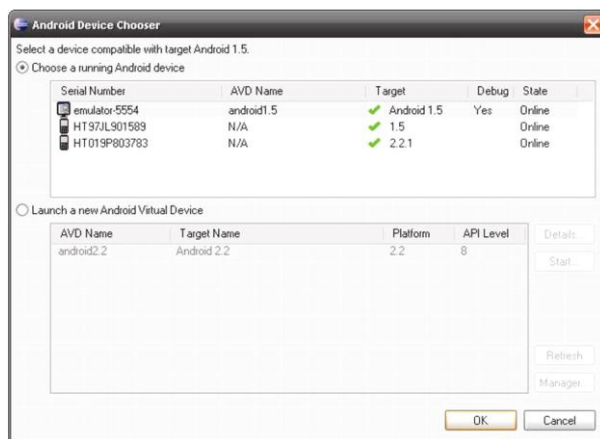 Android Device Chooser
Select a device compatible with target Android 1.5.
Choose a running Android device
Serial Number AVD Name Target Debug State
emulator-5554 android1.5 Android 1.5 Yes Online
HT97JL901589 N/A 1.5 Online
HT019P803783 N/A 2.2.1 Online
Launch a new Android Virtual Device
AVD Name Target Name Platform API Level Details...
android2.2 Android 2.2 2.2 8 Start...
Refresh
Manager...
OK Cancel